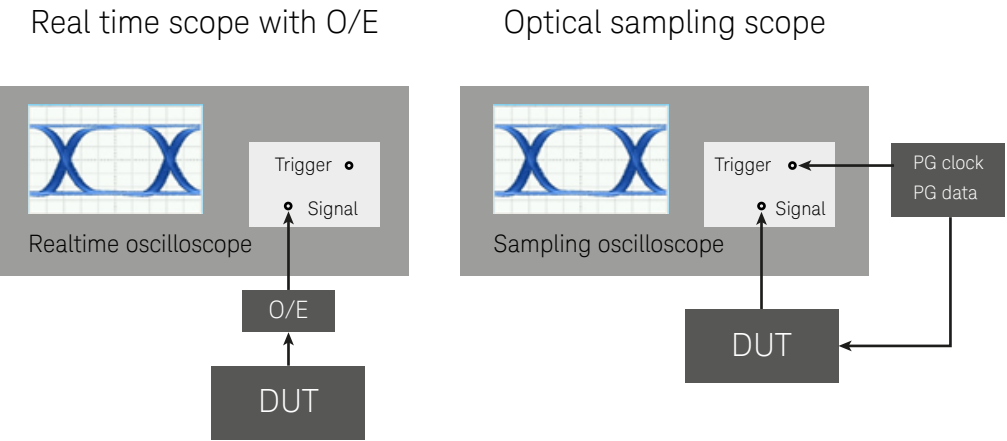 Real time scope with O/E
Trigger
Signal
Realtime oscilloscope
O/E
DUT
Optical sampling scope
Trigger
Signal
Sampling oscilloscope
PG clock
PG data
DUT